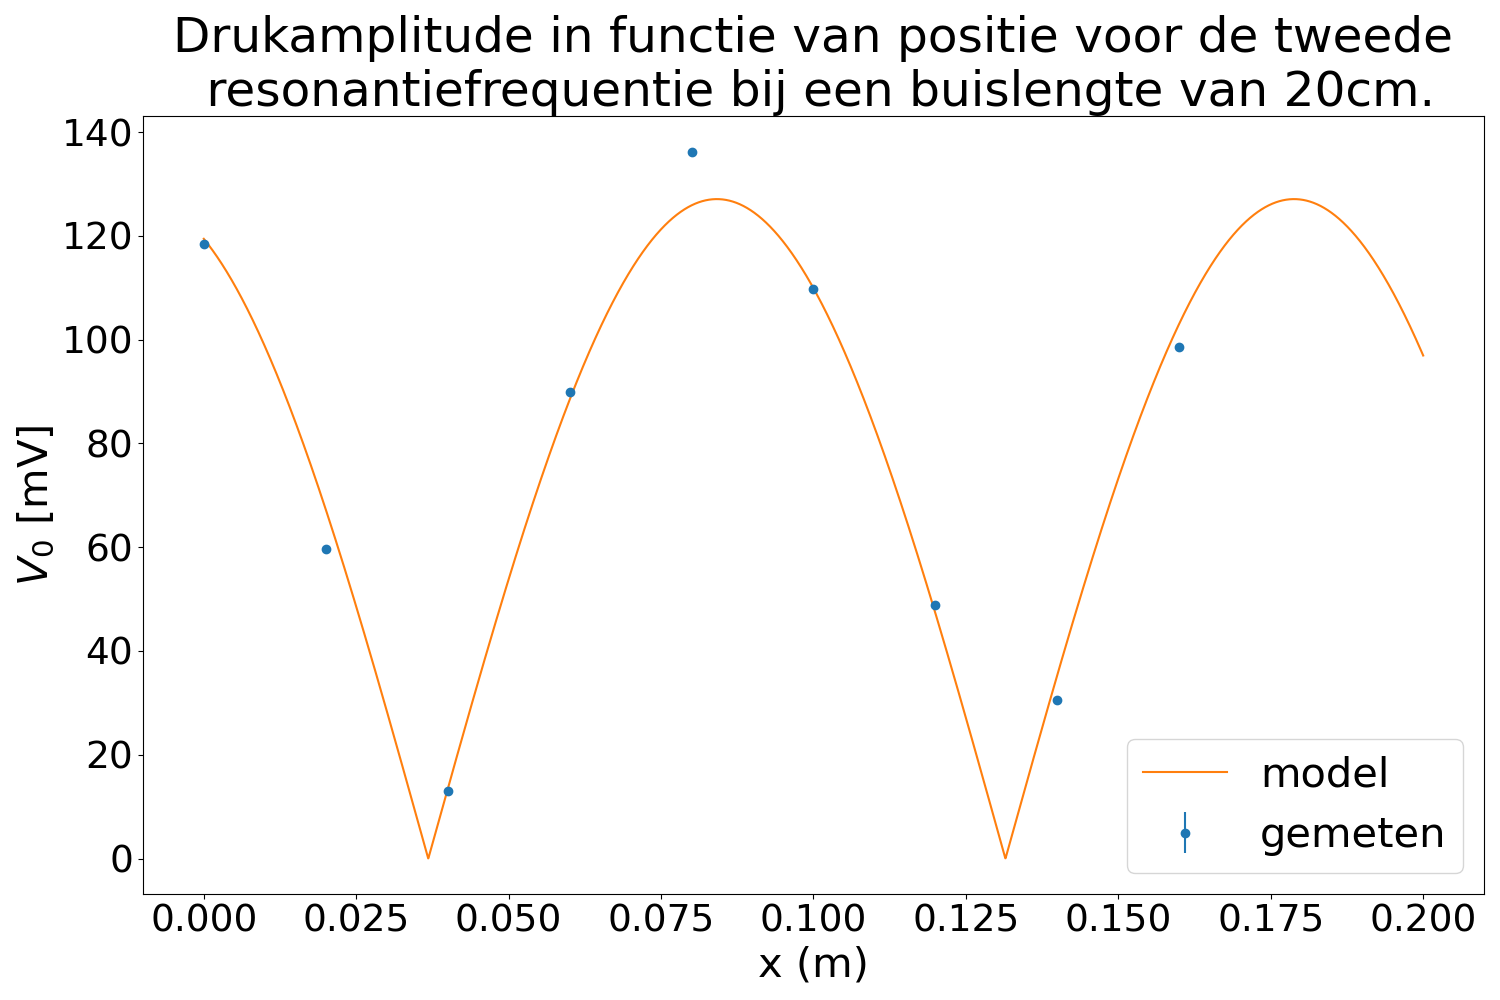 Drukamplitude in functie van positie voor de tweede
resonantiefrequentie bij een buislengte van 20cm.
140
120
100
80
60
40
20
0
V₀ [mV]
model
gemeten
0.000 0.025 0.050 0.075 0.100 0.125 0.150 0.175 0.200
x (m)